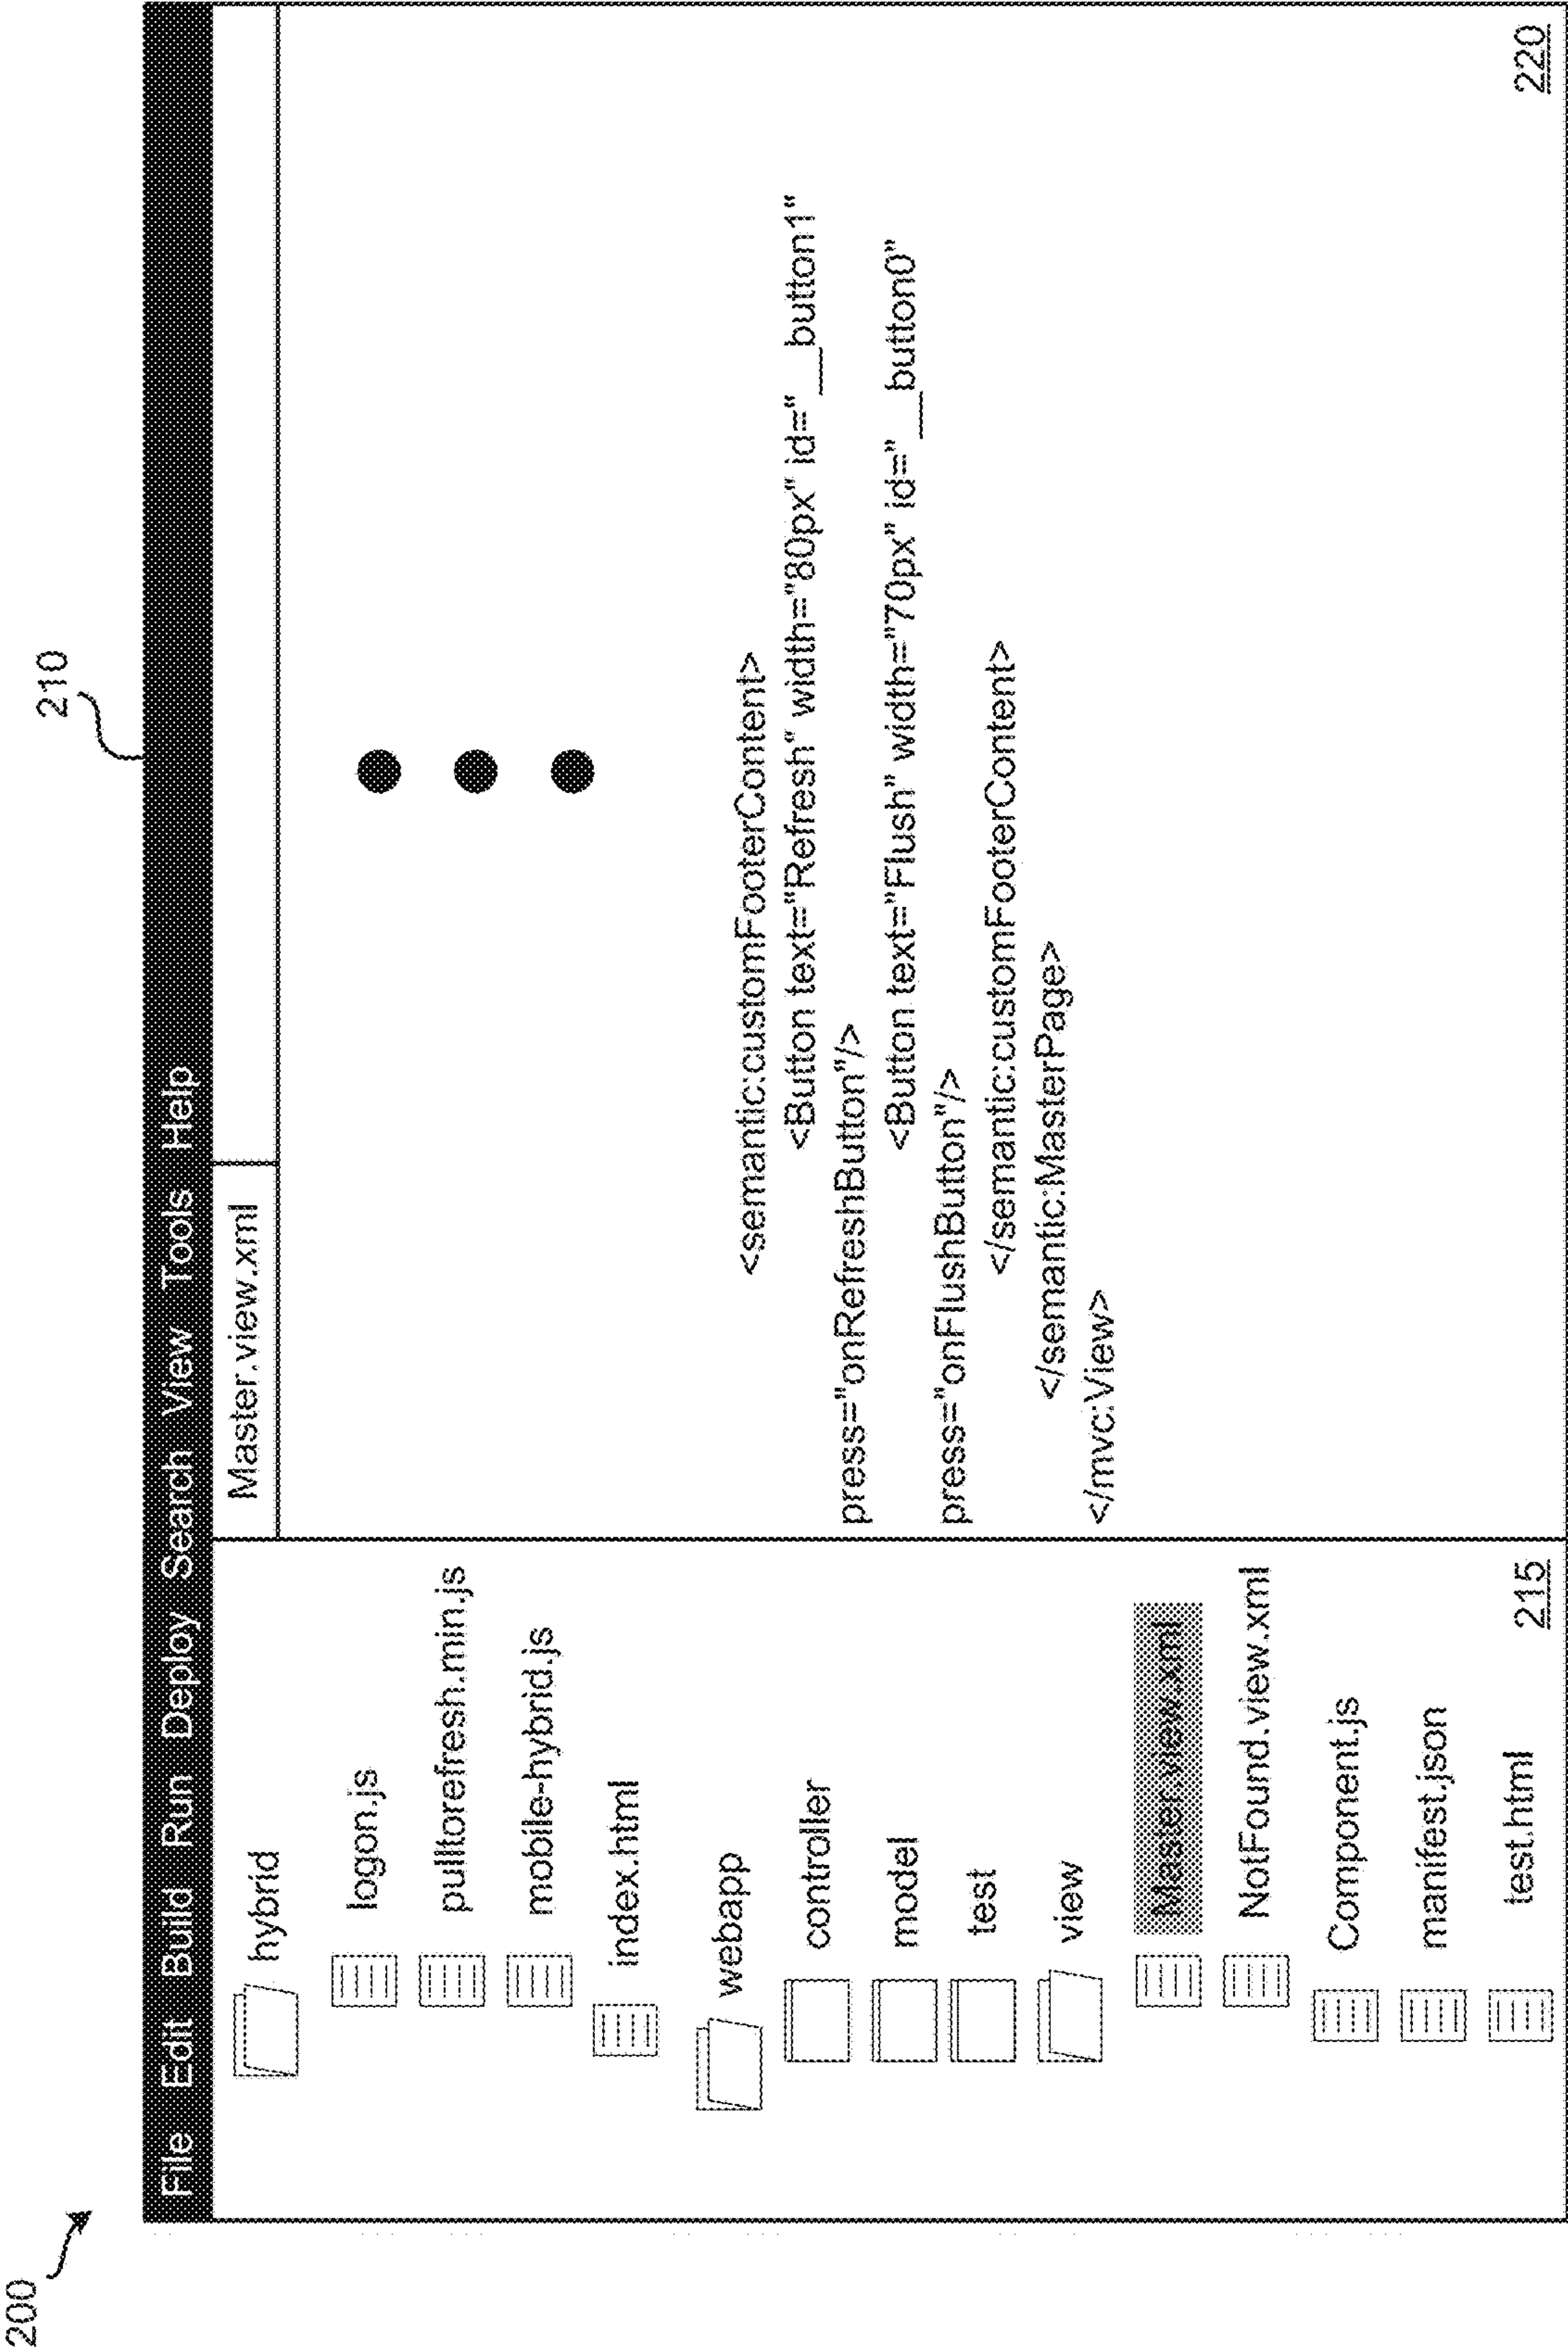 200
210
File Edit Build Run Deploy Search View Tools Help
hybrid
logon.js
pulltorefresh.min.js
mobile-hybrid.js
index.html
webapp
controller
model
test
view
Master.view.xml
NotFound.view.xml
Component.js
manifest.json
test.html
215
Master.view.xml
<semantic:customFooterContent>
<Button text="Refresh" width="80px" id="__button1"
press="onRefreshButton"/>
<Button text="Flush" width="70px" id="__button0"
press="onFlushButton"/>
</semantic:customFooterContent>
</semantic:MasterPage>
</mvc:View>
220